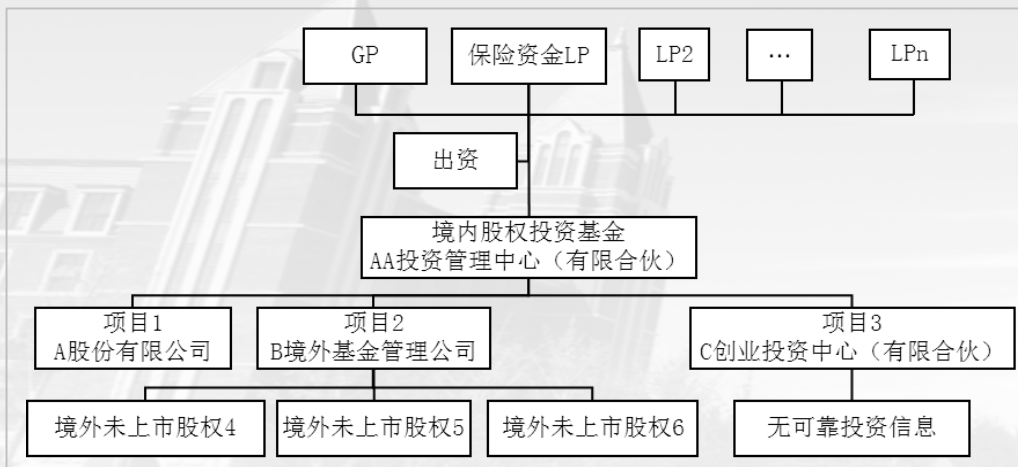 GP
保险资金LP
LP2
…
LPn
出资
境内股权投资基金
AA投资管理中心（有限合伙）
项目1
A股份有限公司
项目2
B境外基金管理公司
项目3
C创业投资中心（有限合伙）
境外未上市股权4
境外未上市股权5
境外未上市股权6
无可靠投资信息